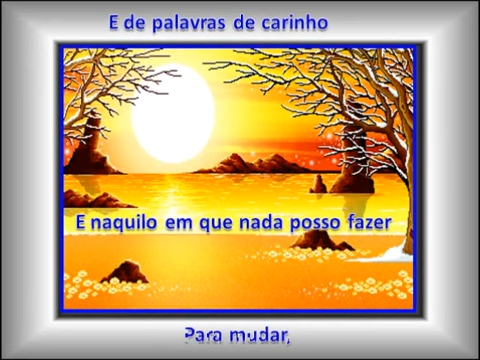 E de palavras de carinho
E naquilo em que nada posso fazer
Para mudar,